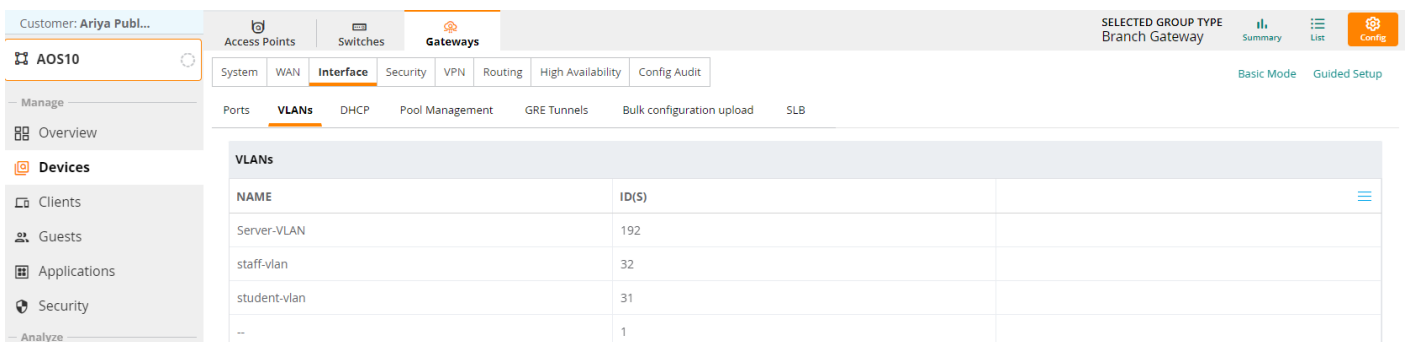 Customer: Ariya Publ...
AOS10
Manage
Overview
Devices
Clients
Guests
Applications
Security
Analyze
Access Points Switches Gateways
SELECTED GROUP TYPE
Branch Gateway
Summary List Config
System WAN Interface Security VPN Routing High Availability Config Audit
Basic Mode Guided Setup
Ports VLANs DHCP Pool Management GRE Tunnels Bulk configuration upload SLB
VLANs
NAME ID(S)
Server-VLAN 192
staff-vlan 32
student-vlan 31
-- 1